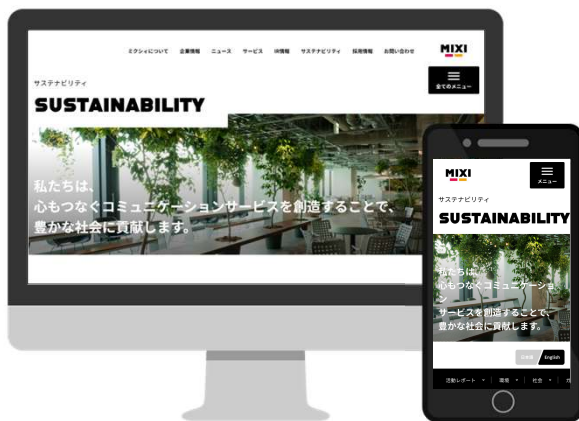 ミクシィについて 企業情報 ニュース サービス IR情報 サステナビリティ 採用情報 お問い合わせ
MIXI
全てのメニュー
サステナビリティ
SUSTAINABILITY
私たちは、
心もつなぐコミュニケーションサービスを創造することで、
豊かな社会に貢献します。
MIXI
メニュー
サステナビリティ
SUSTAINABILITY
私たちは、
心もつなぐコミュニケーショ
ン
サービスを創造することで、
豊かな社会に貢献します。
日本語 English
活動レポート 環境 社会 ガ